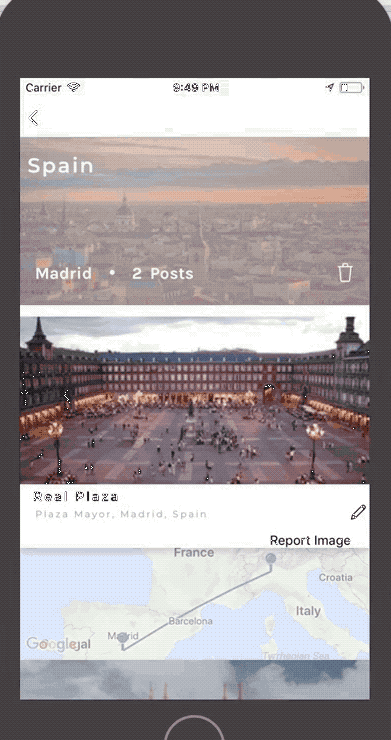 Carrier 9:49 PM
Spain
Madrid • 2 Posts
Real Plaza
Plaza Mayor, Madrid, Spain
Report Image
France
Croatia
Italy
Barcelona
Madrid
Google
Tyrrhenian Sea